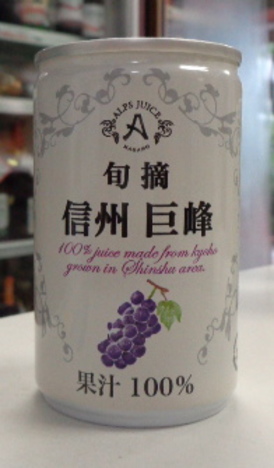 ALPS JUICE
A
旬摘
信州 巨峰
100% juice made from kyoho
grown in Shinshu area.
果汁 100%